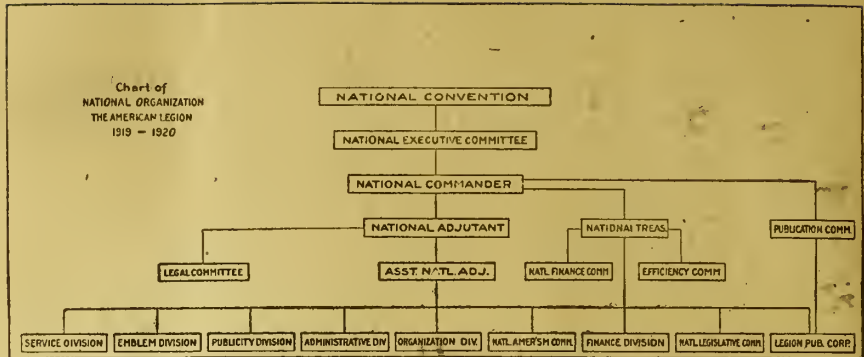 Chart of
NATIONAL ORGANIZATION
THE AMERICAN LEGION
1919 – 1920
NATIONAL CONVENTION
NATIONAL EXECUTIVE COMMITTEE
NATIONAL COMMANDER
NATIONAL ADJUTANT
NATIONAL TREAS.
PUBLICATION COMM.
LEGAL COMMITTEE
ASST. NATL. ADJ.
NATL FINANCE COMM
EFFICIENCY COMM
SERVICE DIVISION
EMBLEM DIVISION
PUBLICITY DIVISION
ADMINISTRATIVE DIV
ORGANIZATION DIV.
NATL. AMER'SM COMM.
FINANCE DIVISION
NATL. LEGISLATIVE COMM.
LEGION PUB. CORP.